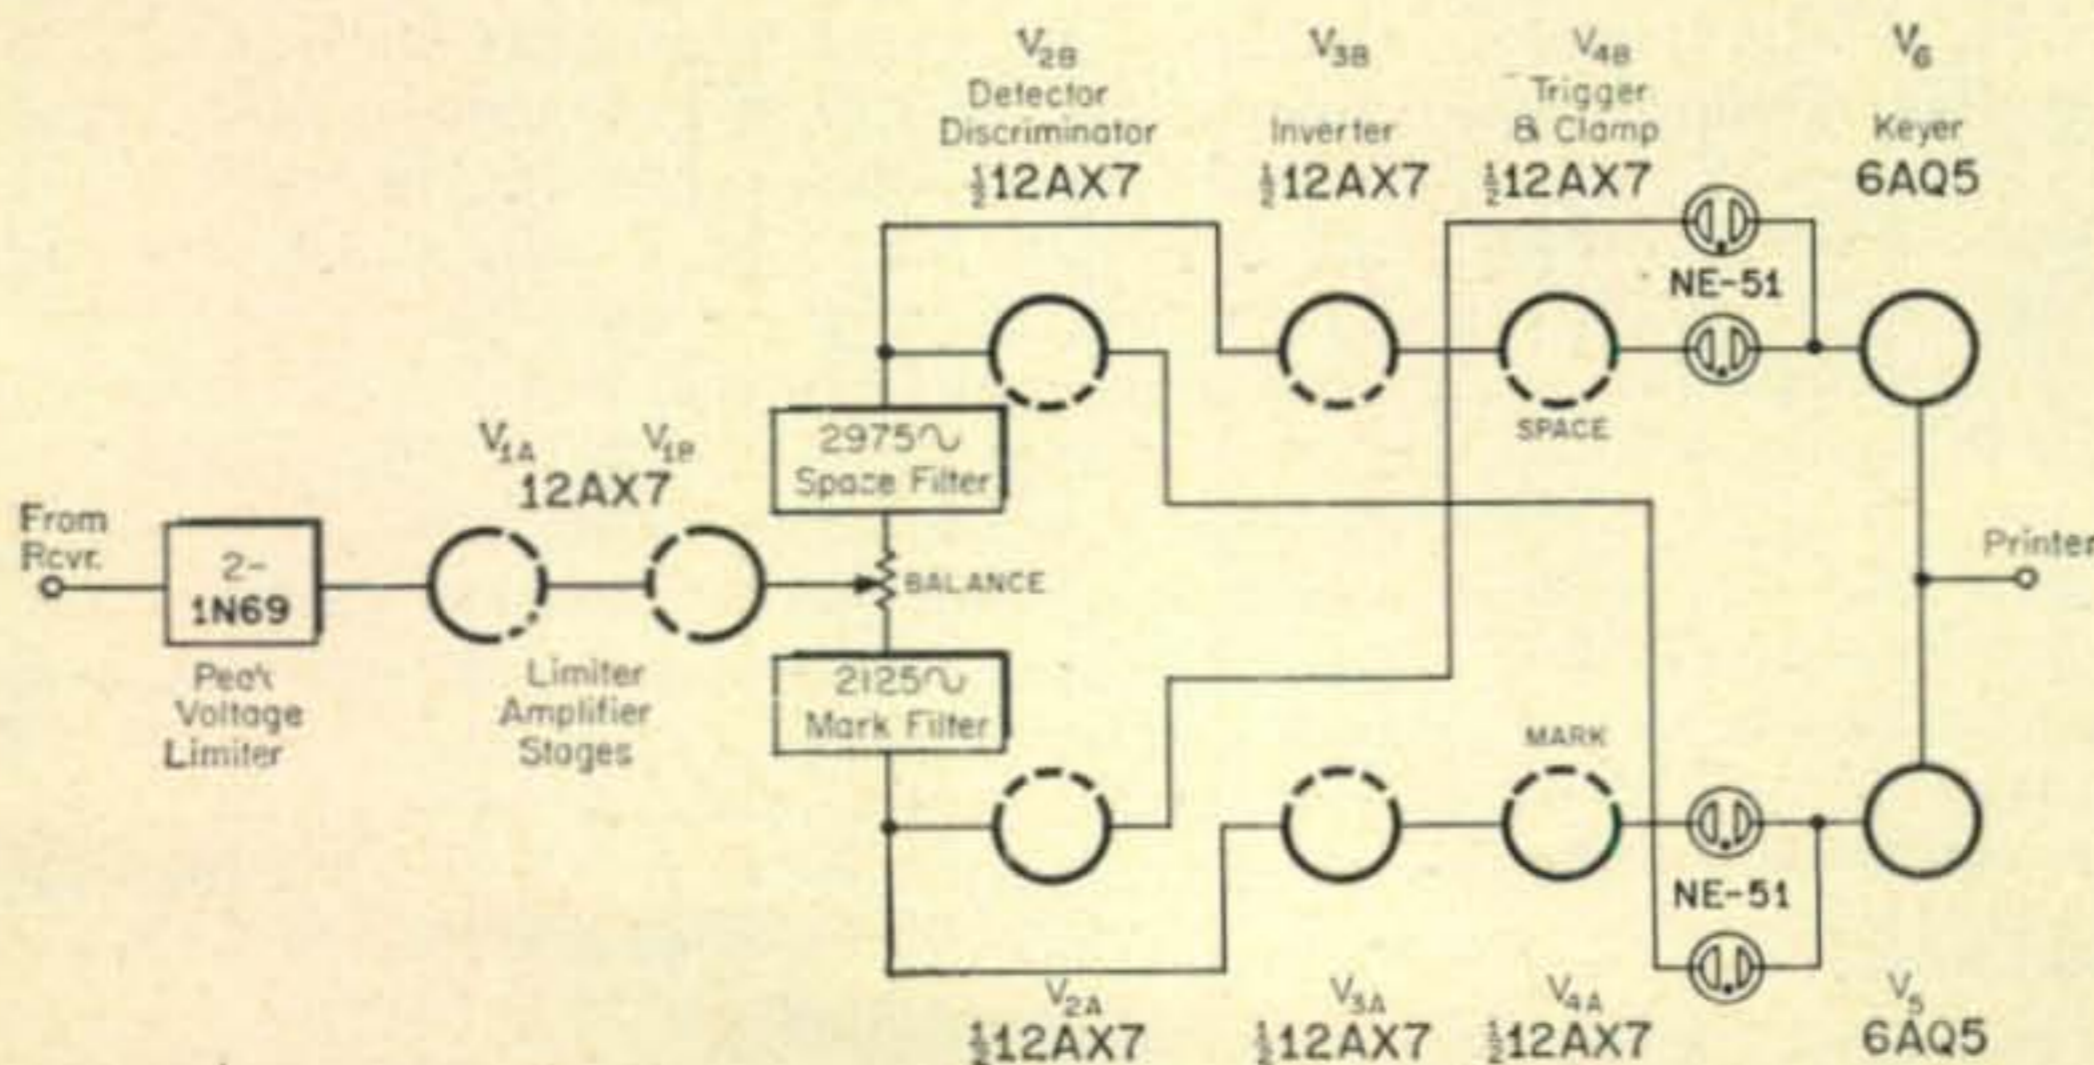 V2B
Detector
Discriminator
½12AX7
V3B
Inverter
½12AX7
V4B
Trigger
& Clamp
½12AX7
V6
Keyer
6AQ5
NE-51
SPACE
2975~
Space Filter
V1A
V1B
12AX7
From
Rcvr.
2-
1N69
Peak
Voltage
Limiter
Limiter
Amplifier
Stages
BALANCE
Printer
2125~
Mark Filter
MARK
NE-51
V2A
½12AX7
V3A
½12AX7
V4A
½12AX7
V5
6AQ5